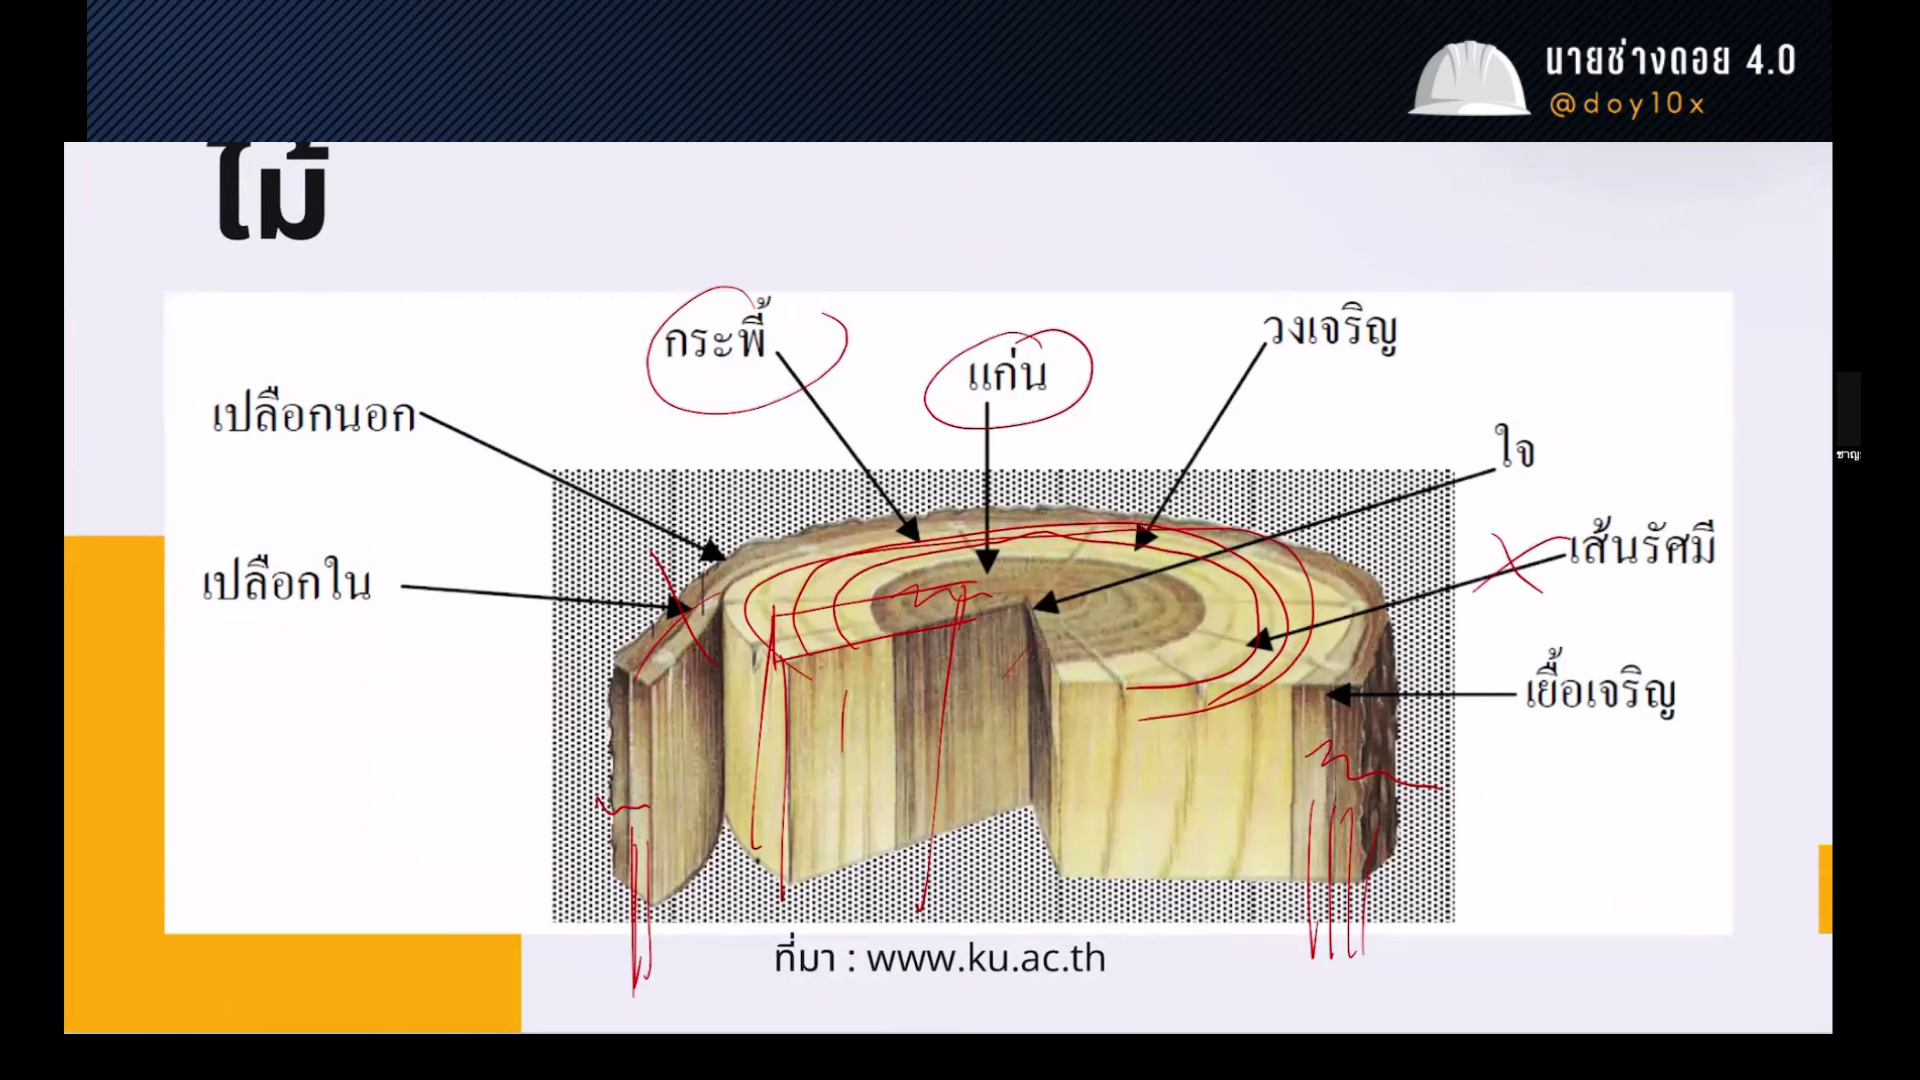 นายช่างดอย 4.0
@doy10x
ไม้
กระพี้
วงเจริญ
แก่น
เปลือกนอก
ใจ
เส้นรัศมี
เปลือกใน
เยื่อเจริญ
ที่มา : www.ku.ac.th